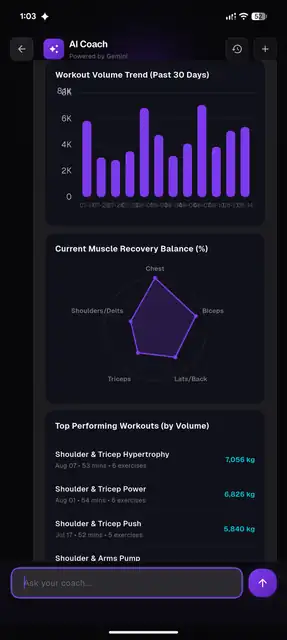 1:03
52
AI Coach
Powered by Gemini
Workout Volume Trend (Past 30 Days)
8K
6K
4K
2K
0
Current Muscle Recovery Balance (%)
Chest
Shoulders/Delts
Biceps
Triceps
Lats/Back
Top Performing Workouts (by Volume)
Shoulder & Tricep Hypertrophy
7,056 kg
Aug 07 • 53 mins • 6 exercises
Shoulder & Tricep Power
6,826 kg
Aug 01 • 54 mins • 5 exercises
Shoulder & Tricep Push
5,840 kg
Jul 17 • 52 mins • 5 exercises
Shoulder & Arms Pump
Ask your coach...